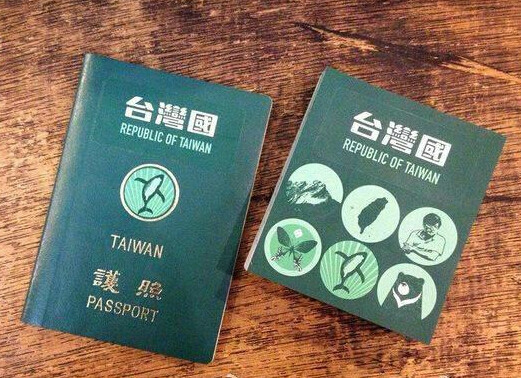 台灣國
REPUBLIC OF TAIWAN
TAIWAN
護照
PASSPORT
台灣國
REPUBLIC OF TAIWAN